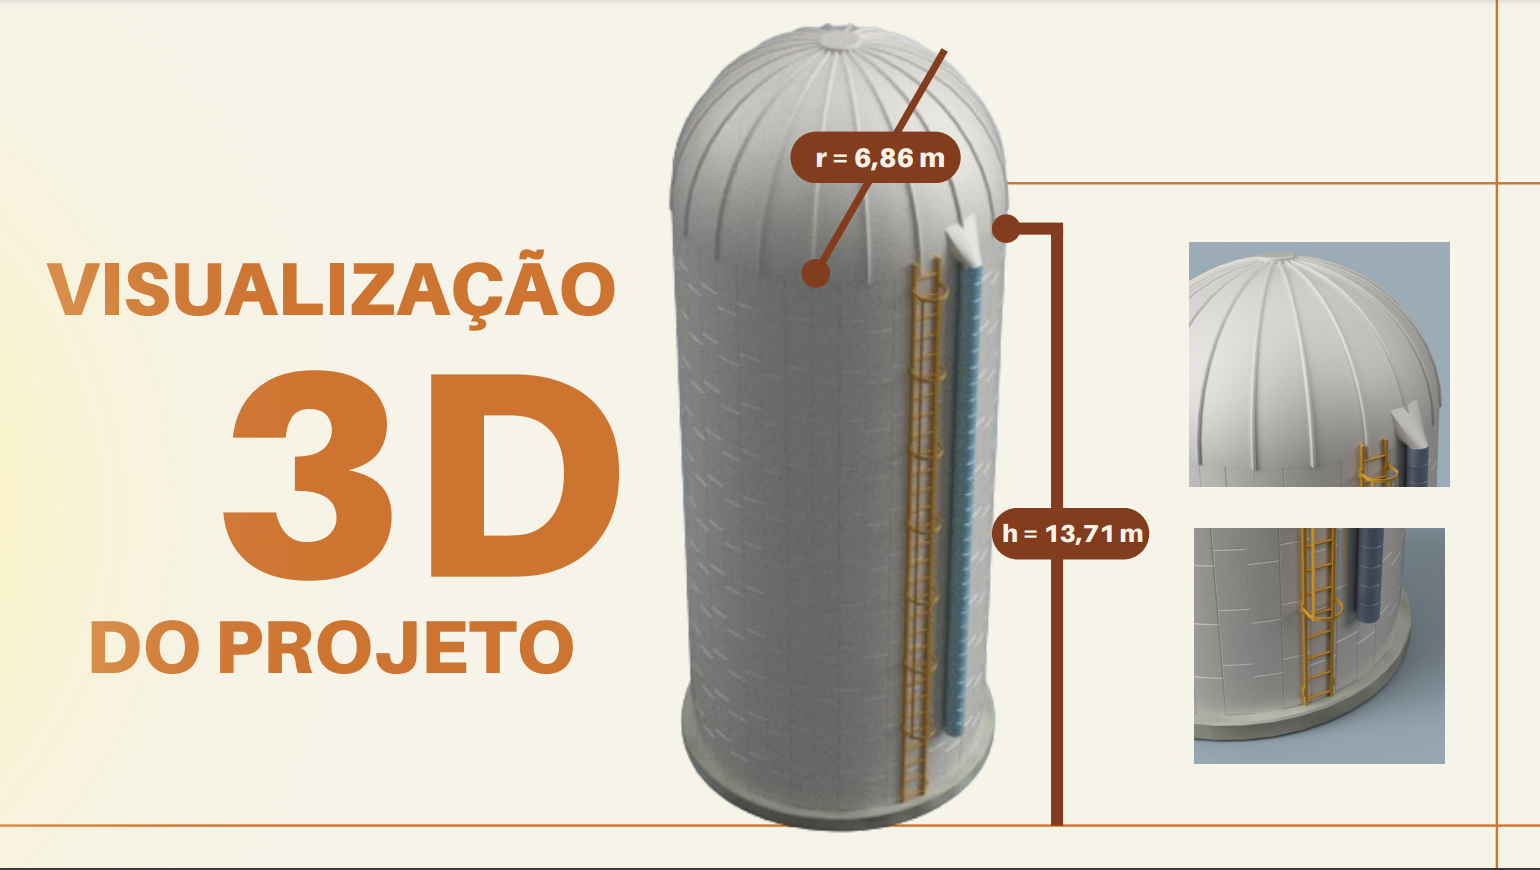 VISUALIZAÇÃO
3D
DO PROJETO
r = 6,86 m
h = 13,71 m